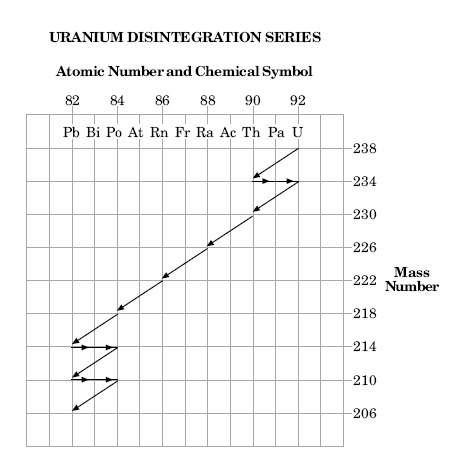 URANIUM DISINTEGRATION SERIES
Atomic Number and Chemical Symbol
82 84 86 88 90 92
Pb Bi Po At Rn Fr Ra Ac Th Pa U
238
234
230
226
222
Mass
Number
218
214
210
206